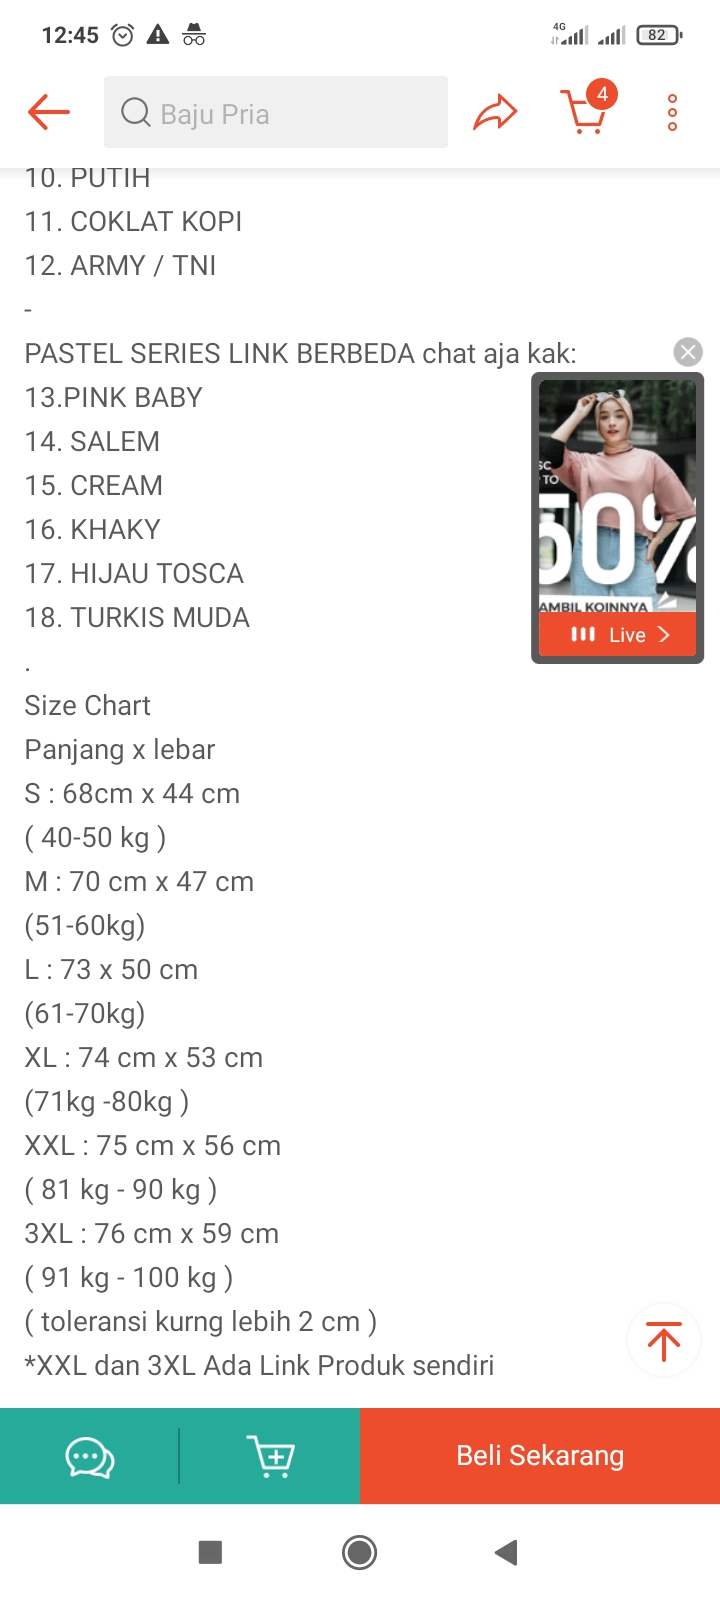 12:45
4G
82
Baju Pria
4
10. PUTIH
11. COKLAT KOPI
12. ARMY / TNI
-
PASTEL SERIES LINK BERBEDA chat aja kak:
13.PINK BABY
14. SALEM
15. CREAM
16. KHAKY
17. HIJAU TOSCA
18. TURKIS MUDA
.
SC
TO
50%
AMBIL KOINNYA
Live
Size Chart
Panjang x lebar
S : 68cm x 44 cm
( 40-50 kg )
M : 70 cm x 47 cm
(51-60kg)
L : 73 x 50 cm
(61-70kg)
XL : 74 cm x 53 cm
(71kg -80kg )
XXL : 75 cm x 56 cm
( 81 kg - 90 kg )
3XL : 76 cm x 59 cm
( 91 kg - 100 kg )
( toleransi kurng lebih 2 cm )
*XXL dan 3XL Ada Link Produk sendiri
Beli Sekarang